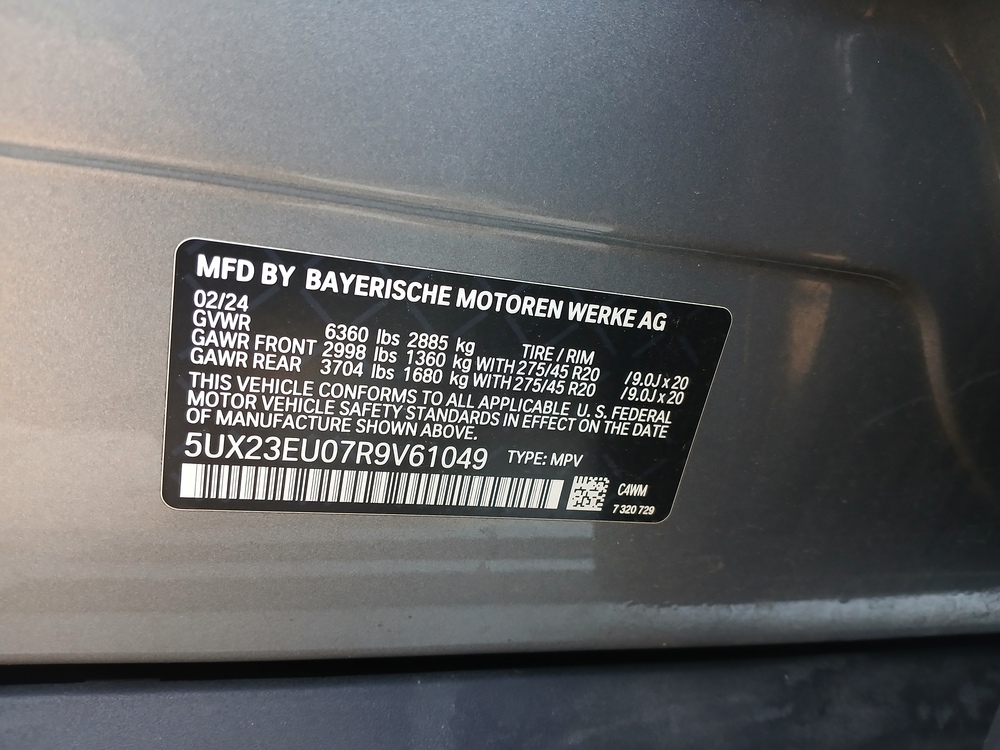 MFD BY BAYERISCHE MOTOREN WERKE AG
02/24
GVWR 6360 lbs 2885 kg TIRE / RIM
GAWR FRONT 2998 lbs 1360 kg WITH 275/45 R20 /9.0J x 20
GAWR REAR 3704 lbs 1680 kg WITH 275/45 R20 /9.0J x 20
THIS VEHICLE CONFORMS TO ALL APPLICABLE U.S. FEDERAL
MOTOR VEHICLE SAFETY STANDARDS IN EFFECT ON THE DATE
OF MANUFACTURE SHOWN ABOVE.
5UX23EU07R9V61049 TYPE: MPV
C4WM
7 320 729